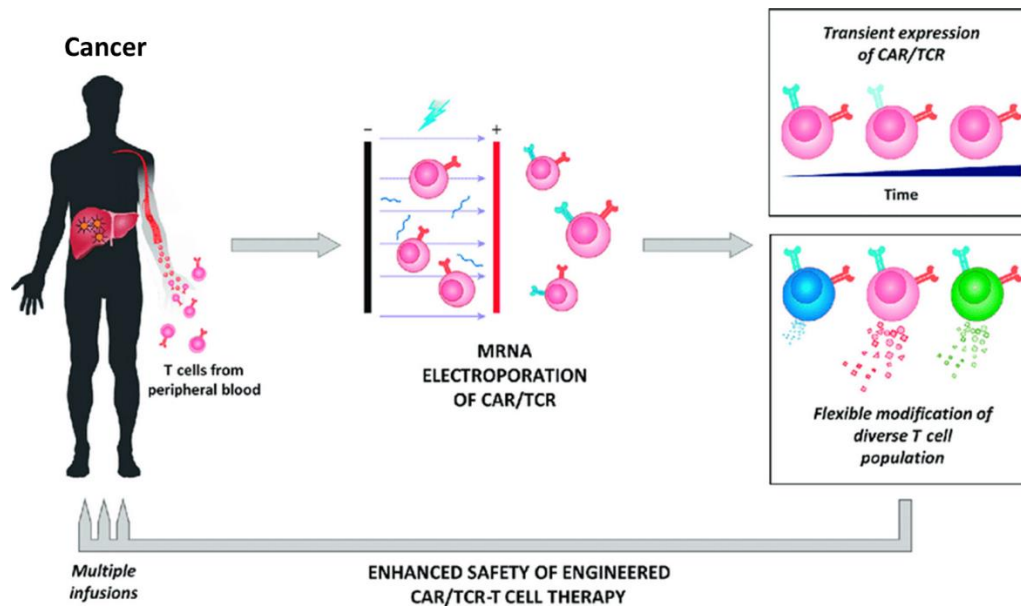 Cancer
T cells from
peripheral blood
−
+
MRNA
ELECTROPORATION
OF CAR/TCR
Transient expression
of CAR/TCR
Time
Flexible modification of
diverse T cell
population
Multiple
infusions
ENHANCED SAFETY OF ENGINEERED
CAR/TCR-T CELL THERAPY